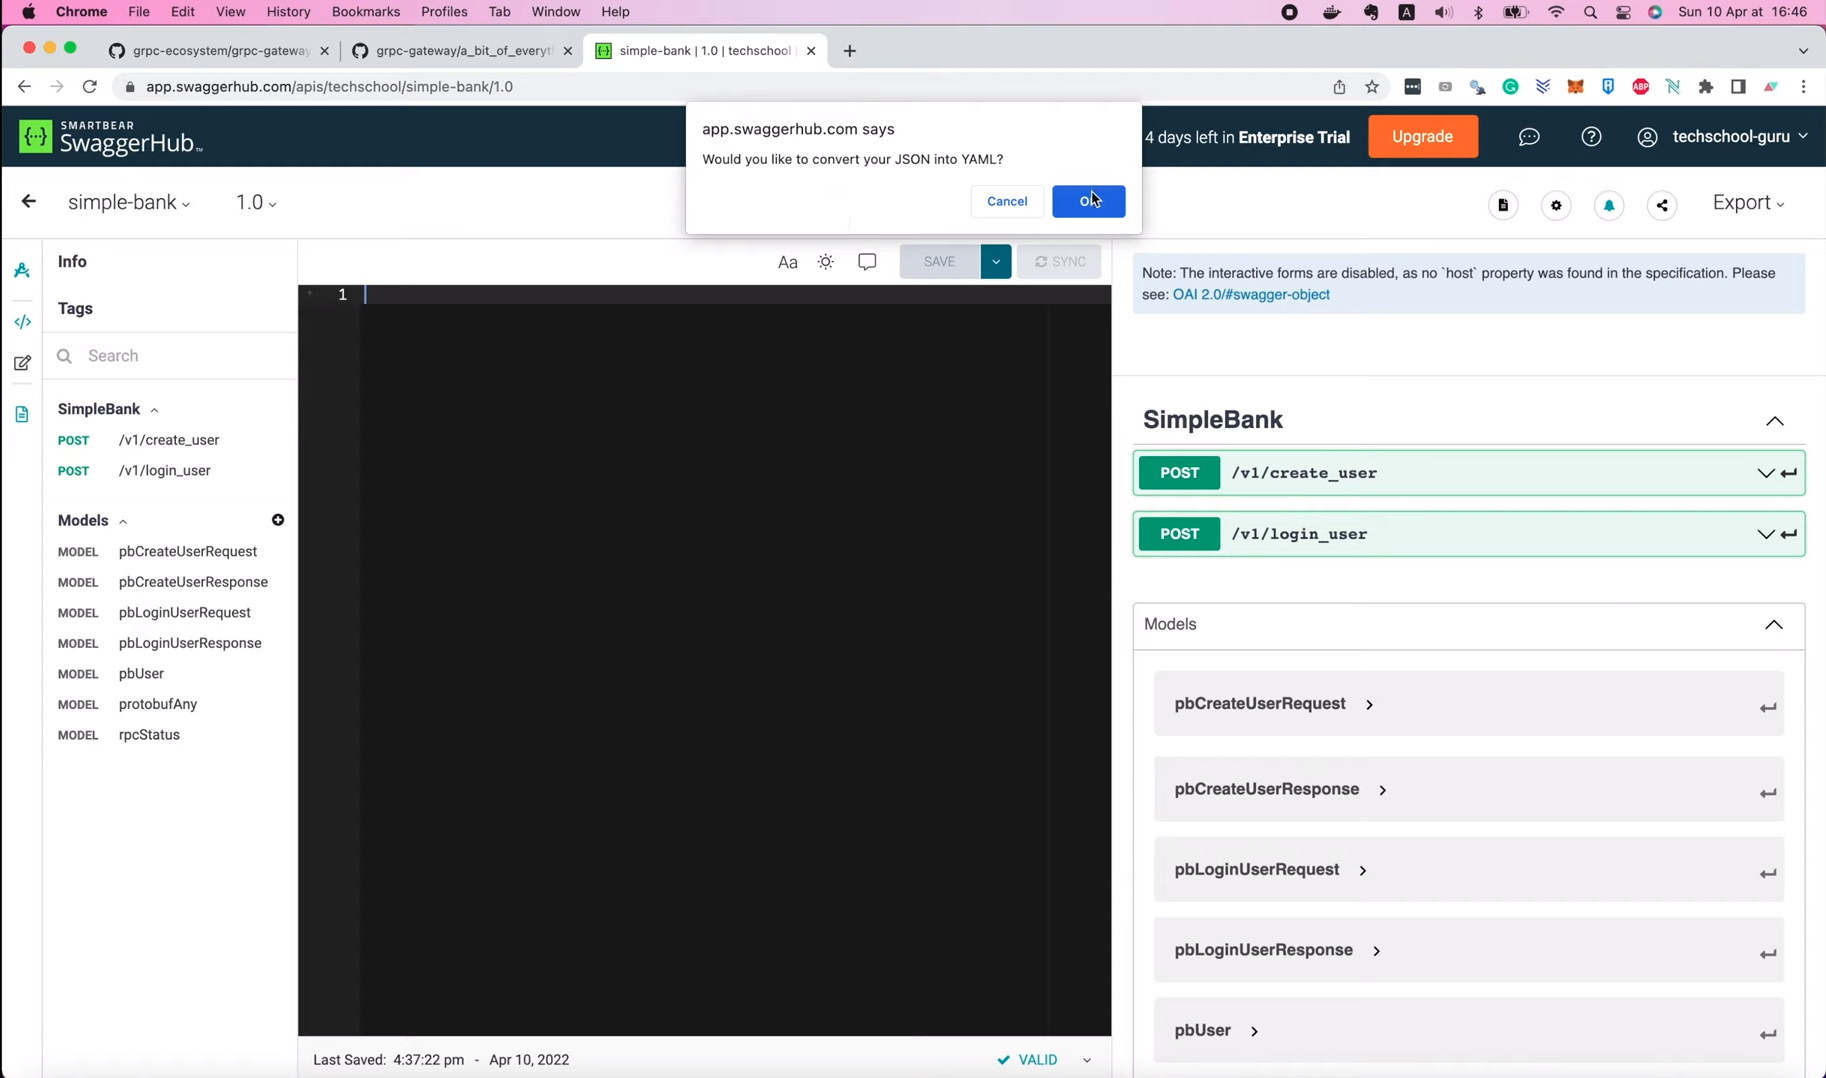 Chrome File Edit View History Bookmarks Profiles Tab Window Help
A
Sun 10 Apr at 16:46
grpc-ecosystem/grpc-gateway
grpc-gateway/a_bit_of_everyt
simple-bank | 1.0 | techschool
app.swaggerhub.com/apis/techschool/simple-bank/1.0
ABP
SMARTBEAR
SwaggerHub™
app.swaggerhub.com says
Would you like to convert your JSON into YAML?
Cancel
4 days left in Enterprise Trial
Upgrade
techschool-guru
simple-bank
1.0
Export
Info
Tags
Search
SimpleBank
POST /v1/create_user
POST /v1/login_user
Models
MODEL pbCreateUserRequest
MODEL pbCreateUserResponse
MODEL pbLoginUserRequest
MODEL pbLoginUserResponse
MODEL pbUser
MODEL protobufAny
MODEL rpcStatus
Aa
SAVE
SYNC
1
Last Saved: 4:37:22 pm - Apr 10, 2022
VALID
Note: The interactive forms are disabled, as no `host` property was found in the specification. Please
see: OAI 2.0/#swagger-object
SimpleBank
POST /v1/create_user
POST /v1/login_user
Models
pbCreateUserRequest
pbCreateUserResponse
pbLoginUserRequest
pbLoginUserResponse
pbUser